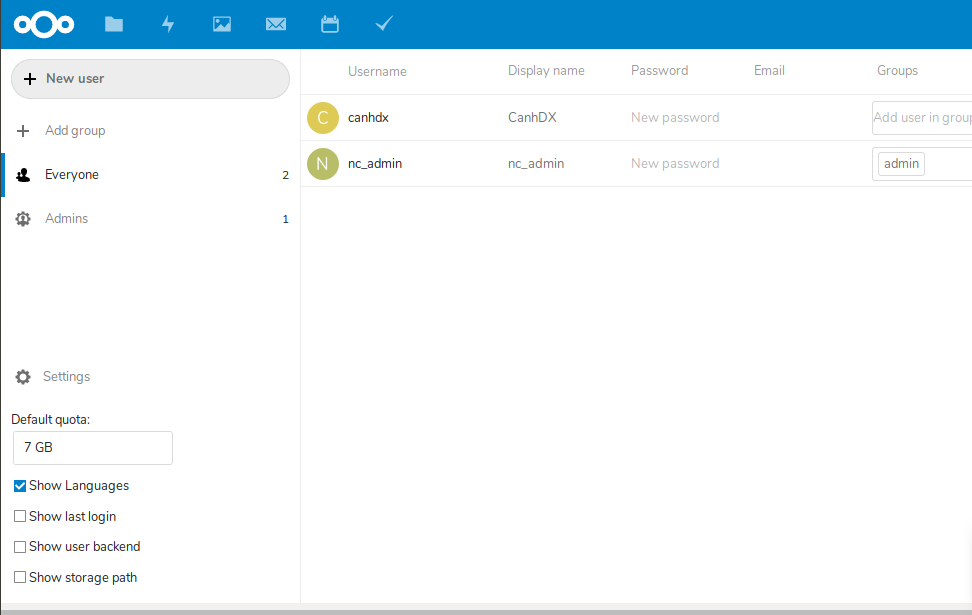 New user
Add group
Everyone 2
Admins 1
Settings
Default quota:
7 GB
Show Languages
Show last login
Show user backend
Show storage path
Username Display name Password Email Groups
C canhdx CanhDX New password Add user in group
N nc_admin nc_admin New password admin